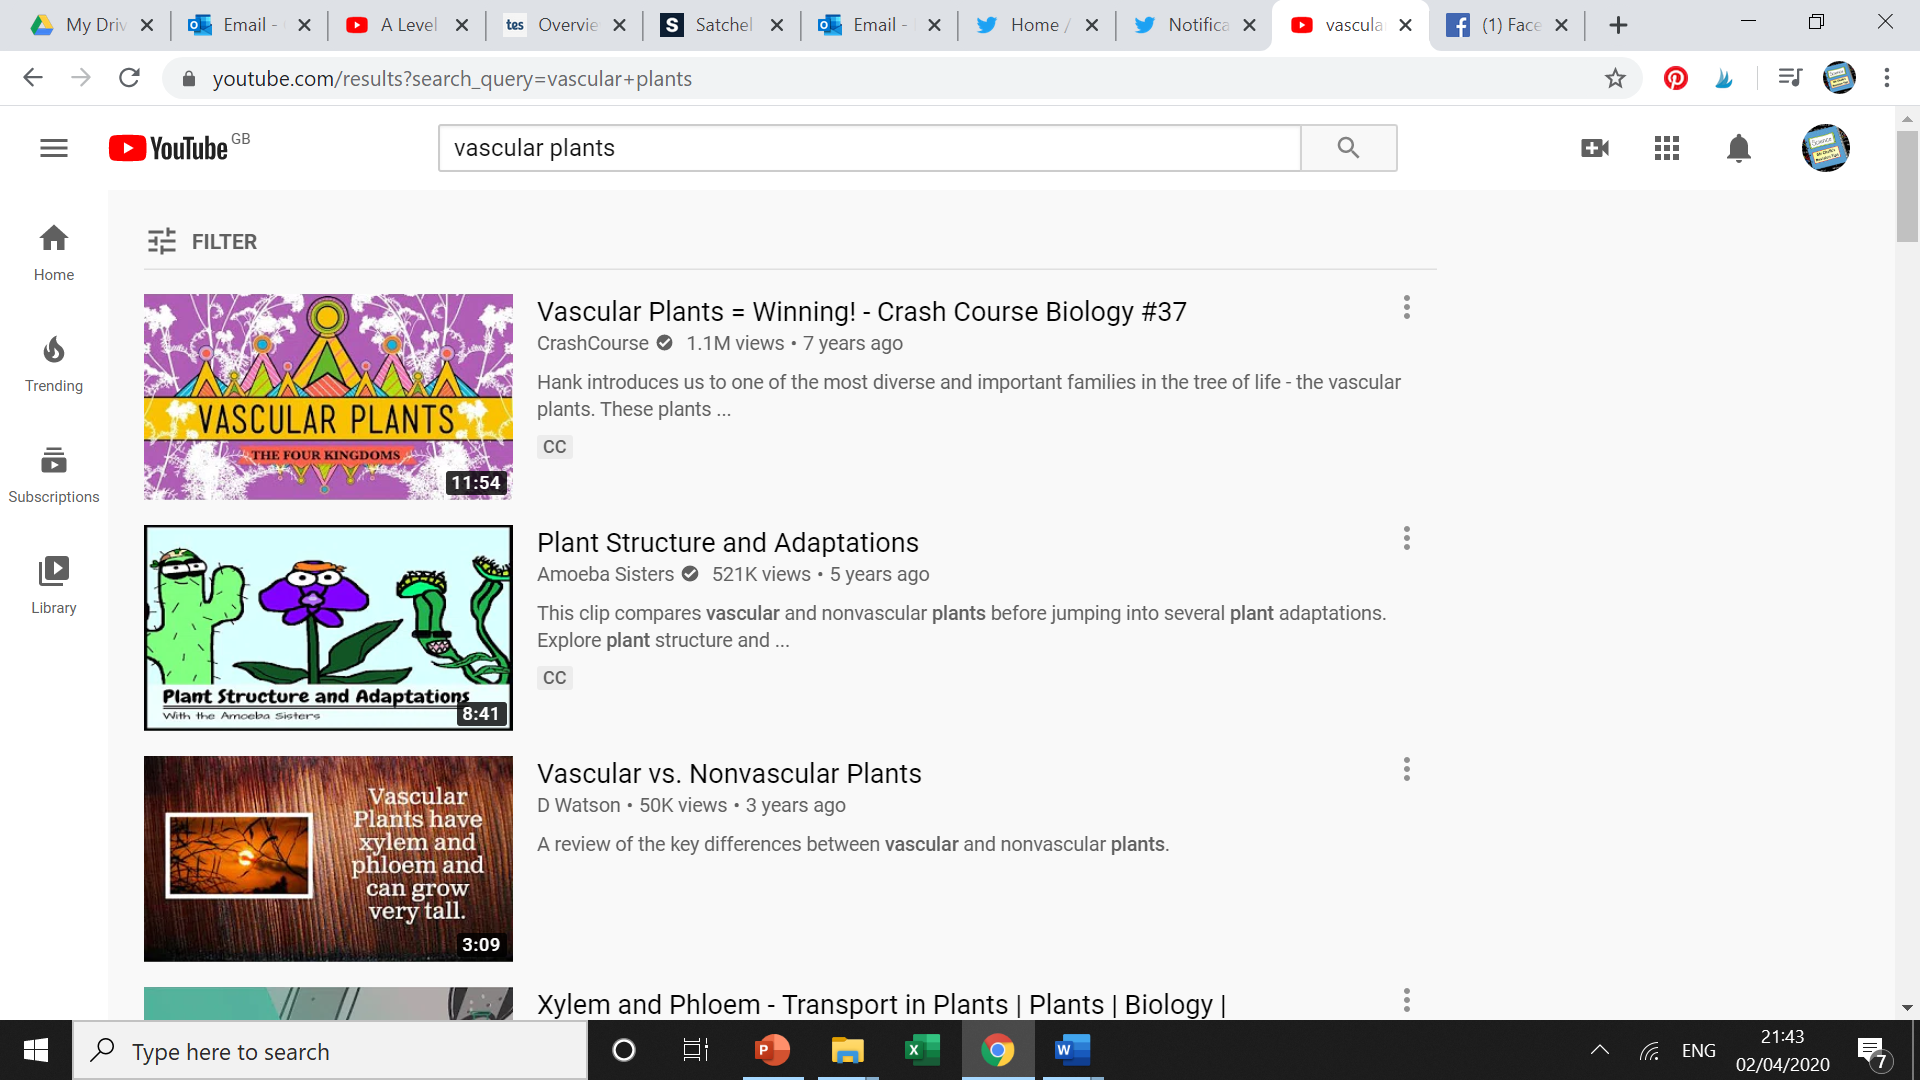 My Driv
Email -
A Level
tes Overvie
S Satchel
Email -
Home /
Notifica
vascula
(1) Face
youtube.com/results?search_query=vascular+plants
YouTube GB
vascular plants
FILTER
Home
Trending
Subscriptions
Library
VASCULAR PLANTS
THE FOUR KINGDOMS
11:54
Vascular Plants = Winning! - Crash Course Biology #37
CrashCourse 1.1M views • 7 years ago
Hank introduces us to one of the most diverse and important families in the tree of life - the vascular
plants. These plants ...
CC
Plant Structure and Adaptations
With the Amoeba Sisters
8:41
Plant Structure and Adaptations
Amoeba Sisters 521K views • 5 years ago
This clip compares vascular and nonvascular plants before jumping into several plant adaptations.
Explore plant structure and ...
CC
Vascular
Plants have
xylem and
phloem and
can grow
very tall.
3:09
Vascular vs. Nonvascular Plants
D Watson • 50K views • 3 years ago
A review of the key differences between vascular and nonvascular plants.
Xylem and Phloem - Transport in Plants | Plants | Biology |
Type here to search
P
X
W
ENG
21:43
02/04/2020
7